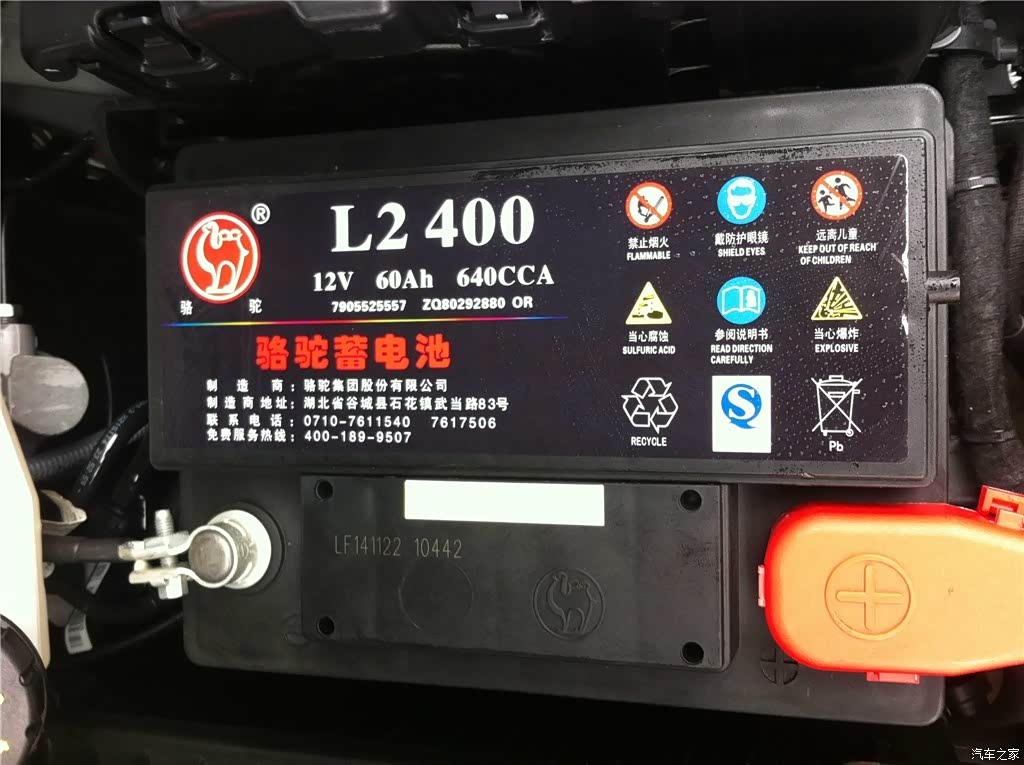 ®
骆 驼
L2 400
12V 60Ah 640CCA
7905525557 ZQ80292880 OR
骆驼蓄电池
制 造 商：骆驼集团股份有限公司
制造商地址：湖北省谷城县石花镇武当路83号
联系电话：0710-7611540 7617506
免费服务热线：400-189-9507
禁止烟火
FLAMMABLE
戴防护眼镜
SHIELD EYES
远离儿童
KEEP OUT OF REACH
OF CHILDREN
当心腐蚀
SULFURIC ACID
参阅说明书
READ DIRECTION
CAREFULLY
当心爆炸
EXPLOSIVE
RECYCLE
S
Pb
LF141122 10442
汽车之家